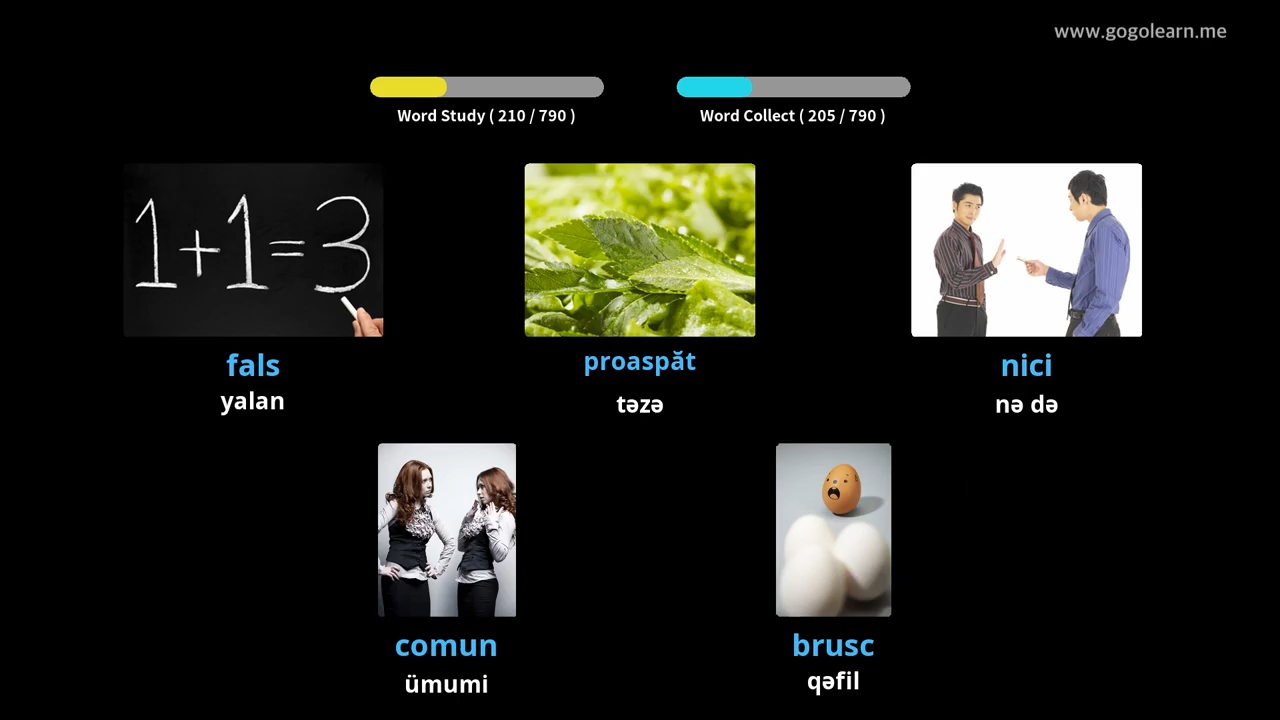 www.gogolearn.me
Word Study ( 210 / 790 )
Word Collect ( 205 / 790 )
1+1=3
fals
yalan
proaspăt
təzə
nici
nə də
comun
ümumi
brusc
qəfil